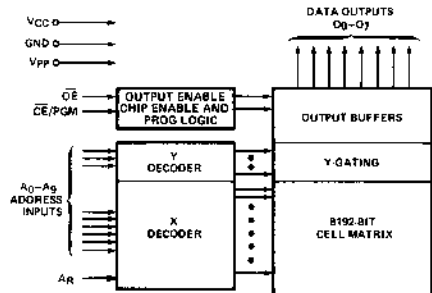 DATA OUTPUTS
O0–O7
VCC
GND
VPP
OE
CE/PGM
OUTPUT ENABLE
CHIP ENABLE AND
PROG LOGIC
OUTPUT BUFFERS
Y
DECODER
Y-GATING
A0–A9
ADDRESS
INPUTS
X
DECODER
8192-BIT
CELL MATRIX
AR